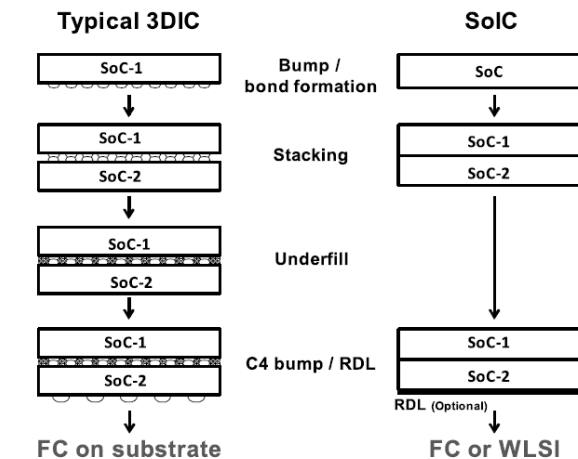 Typical 3DIC
SoIC
SoC-1
Bump /
bond formation
SoC
SoC-1
SoC-2
Stacking
SoC-1
SoC-2
SoC-1
SoC-2
Underfill
SoC-1
SoC-2
C4 bump / RDL
SoC-1
SoC-2
RDL (Optional)
FC on substrate
FC or WLSI